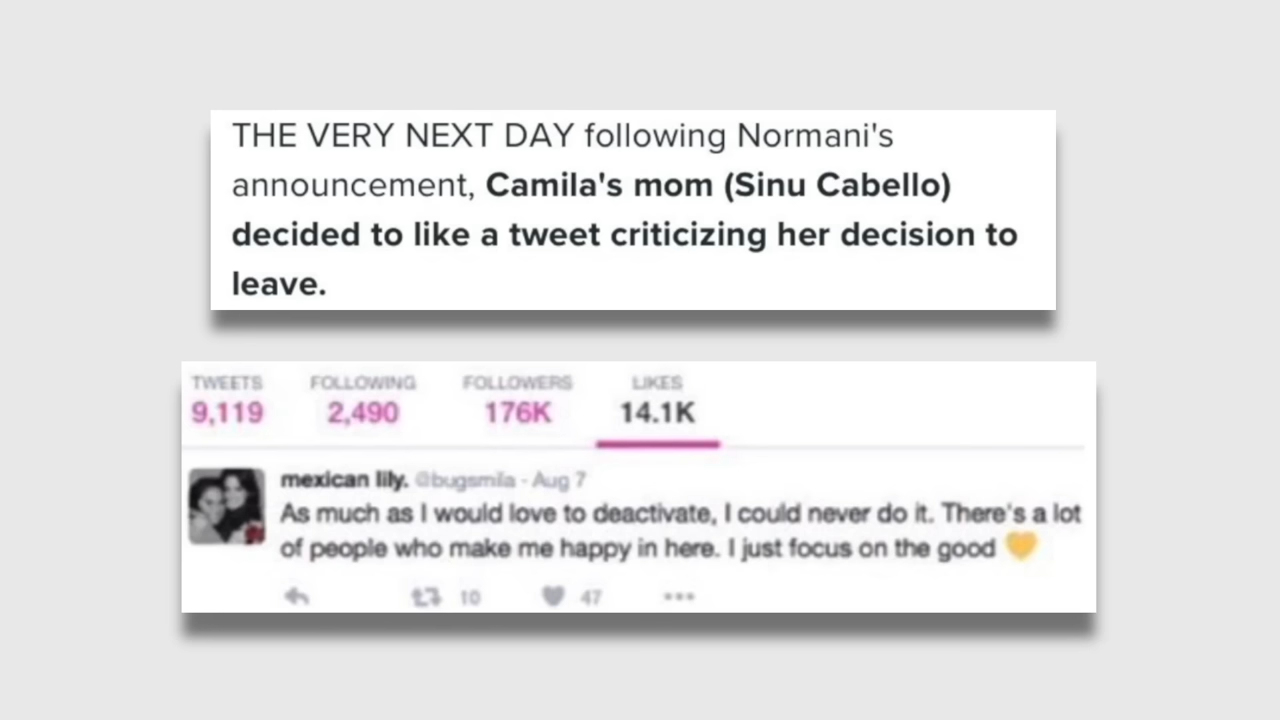 THE VERY NEXT DAY following Normani's
announcement, Camila's mom (Sinu Cabello)
decided to like a tweet criticizing her decision to
leave.
TWEETS FOLLOWING FOLLOWERS LIKES
9,119 2,490 176K 14.1K
mexican lily. @bugsmila · Aug 7
As much as I would love to deactivate, I could never do it. There's a lot
of people who make me happy in here. I just focus on the good 💛
10 47